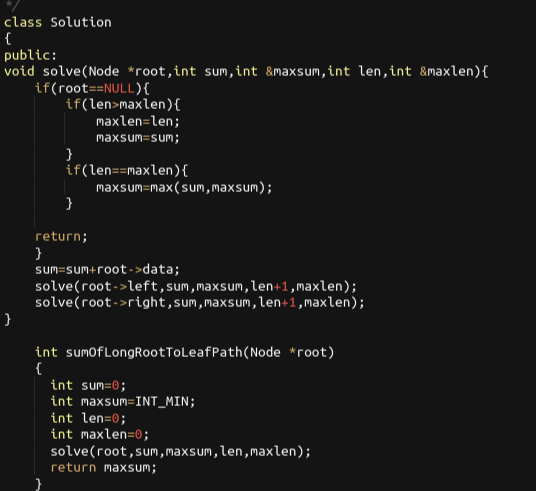 */
class Solution
{
public:
void solve(Node *root,int sum,int &maxsum,int len,int &maxlen){
    if(root==NULL){
        if(len>maxlen){
            maxlen=len;
            maxsum=sum;
        }
        if(len==maxlen){
            maxsum=max(sum,maxsum);
        }
    return;
    }
    sum=sum+root->data;
    solve(root->left,sum,maxsum,len+1,maxlen);
    solve(root->right,sum,maxsum,len+1,maxlen);
}
    int sumOfLongRootToLeafPath(Node *root)
    {
      int sum=0;
      int maxsum=INT_MIN;
      int len=0;
      int maxlen=0;
      solve(root,sum,maxsum,len,maxlen);
      return maxsum;
    }